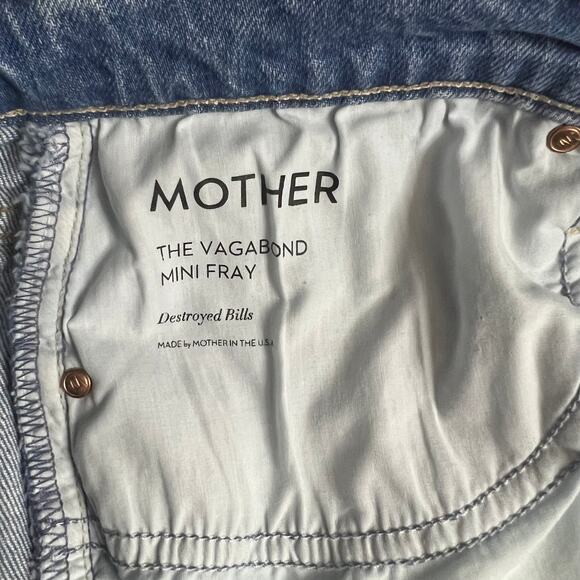 MOTHER
THE VAGABOND
MINI FRAY
Destroyed Bills
MADE by MOTHER IN THE U.S.A